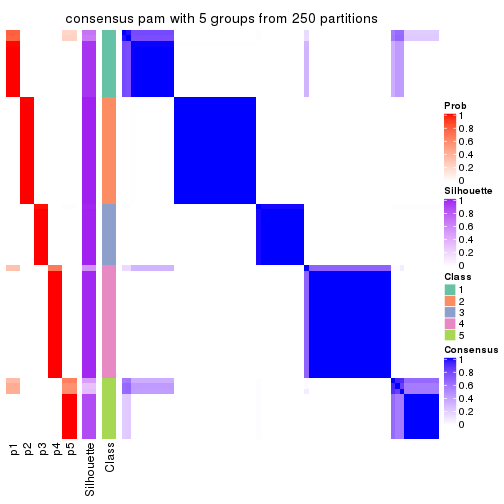 consensus pam with 5 groups from 250 partitions
Prob
1
0.8
0.6
0.4
0.2
0
Silhouette
1
0.8
0.6
0.4
0.2
0
Class
1
2
3
4
5
Consensus
1
0.8
0.6
0.4
0.2
0
p1
p2
p3
p4
p5
Silhouette
Class